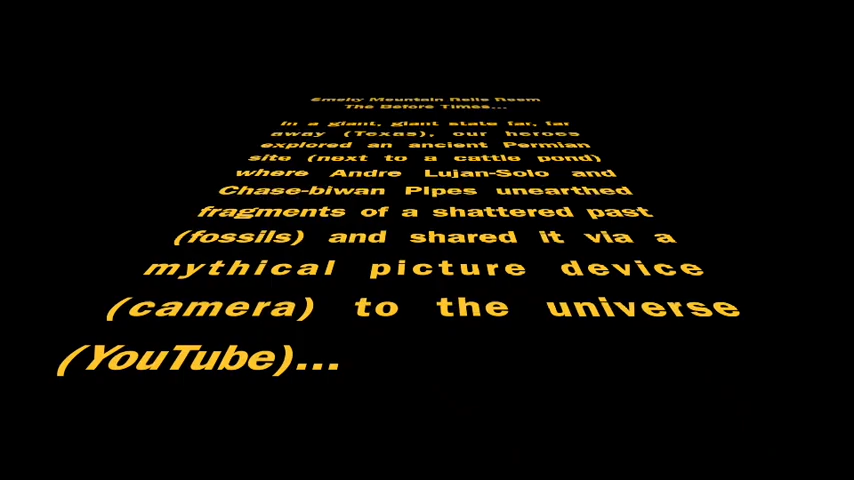 Smoky Mountain Relic Room
The Before Times...
In a giant, giant state far, far
away (Texas), our heroes
explored an ancient Permian
site (next to a cattle pond)
where Andre Lujan-Solo and
Chase-biwan Pipes unearthed
fragments of a shattered past
(fossils) and shared it via a
mythical picture device
(camera) to the universe
(YouTube)...